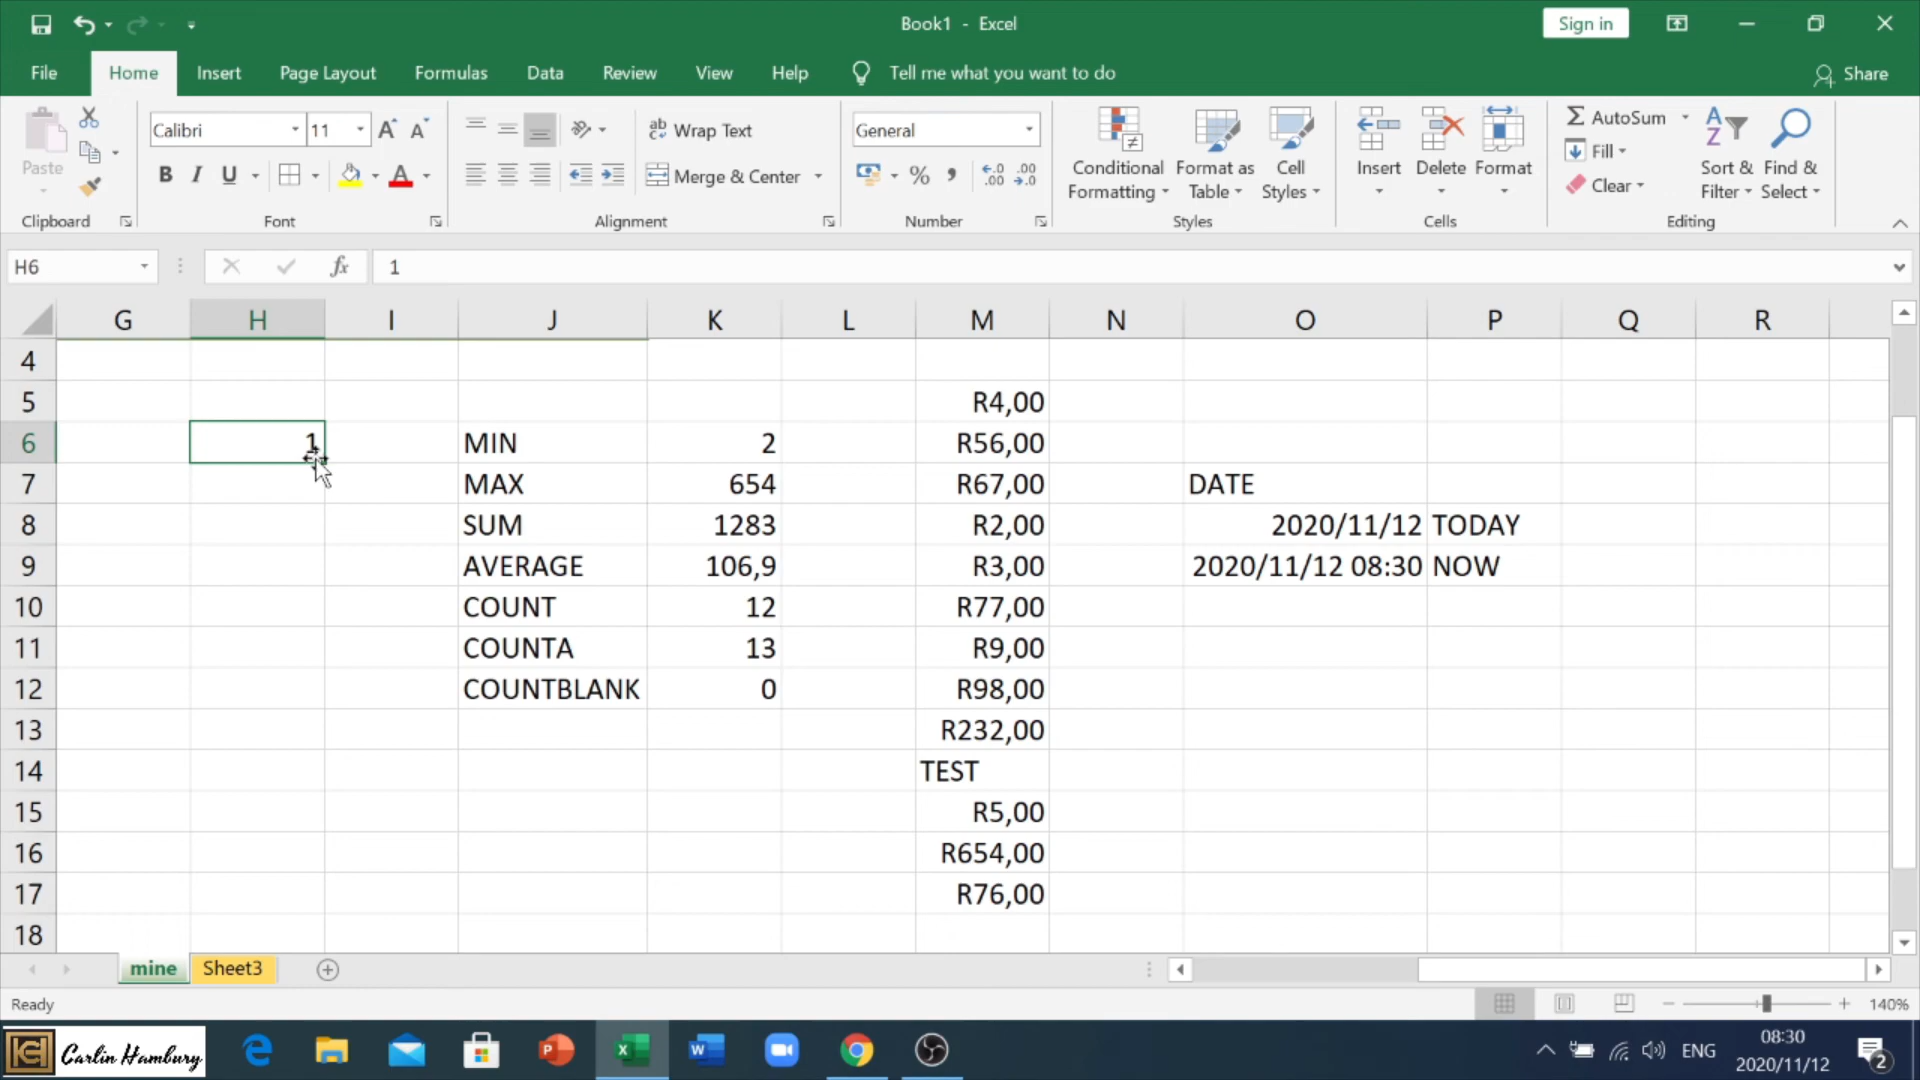 Book1 - Excel
Sign in
File Home Insert Page Layout Formulas Data Review View Help Tell me what you want to do Share
Paste
Calibri 11 A A
B I U A
ab Wrap Text
Merge & Center
General
% , ←.0 .00 .00 →.0
Conditional Formatting
Format as Table
Cell Styles
Insert Delete Format
Σ AutoSum
Fill
Clear
A Z
Sort & Filter
Find & Select
Clipboard Font Alignment Number Styles Cells Editing
H6 fx 1
G H I J K L M N O P Q R
4
5 R4,00
6 1 MIN 2 R56,00
7 MAX 654 R67,00 DATE
8 SUM 1283 R2,00 2020/11/12 TODAY
9 AVERAGE 106,9 R3,00 2020/11/12 08:30 NOW
10 COUNT 12 R77,00
11 COUNTA 13 R9,00
12 COUNTBLANK 0 R98,00
13 R232,00
14 TEST
15 R5,00
16 R654,00
17 R76,00
18
mine Sheet3
Ready 140%
Carlin Hambury
ENG
08:30
2020/11/12
2